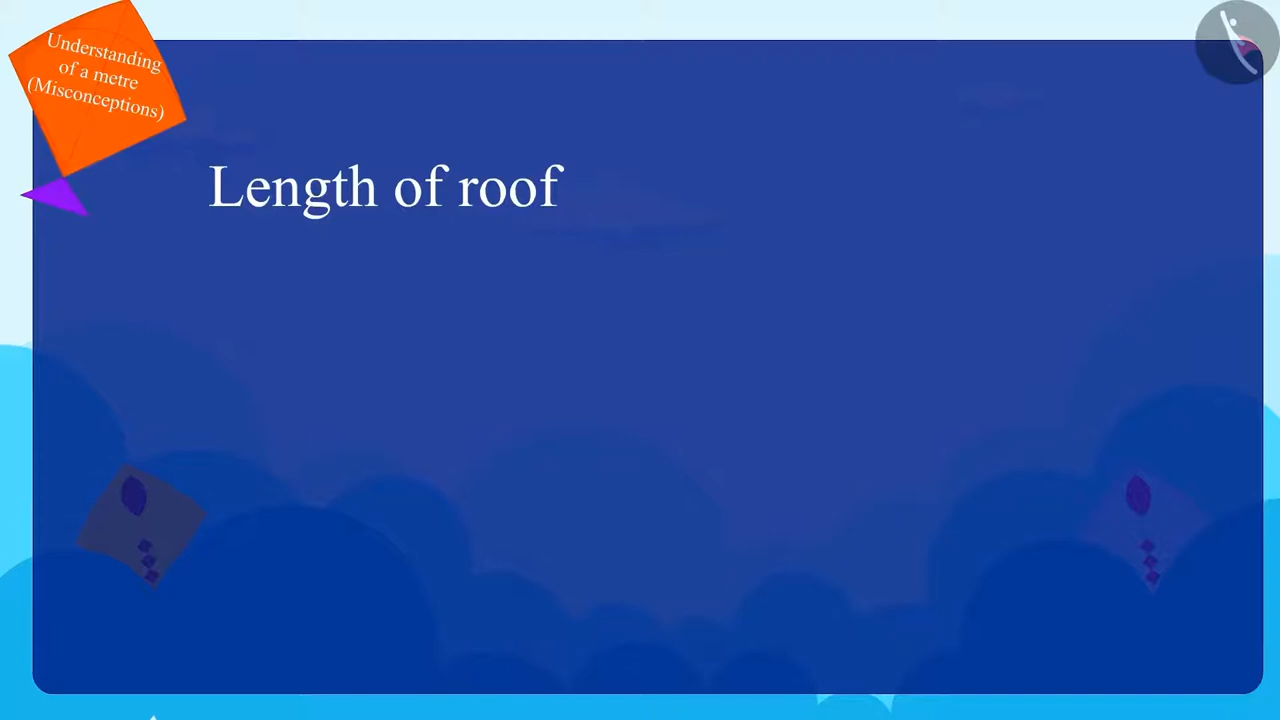 Understanding
of a metre
(Misconceptions)
Length of roof